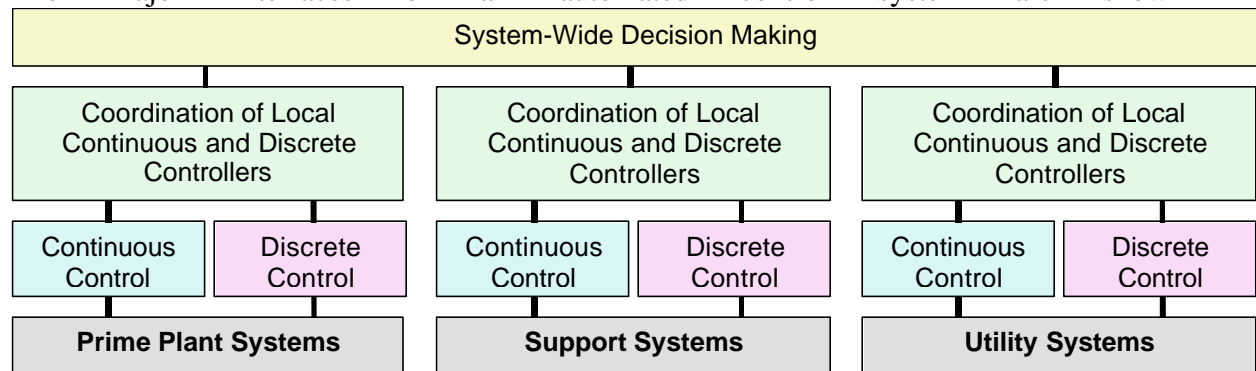 System-Wide Decision Making
Coordination of Local
Continuous and Discrete
Controllers
Coordination of Local
Continuous and Discrete
Controllers
Coordination of Local
Continuous and Discrete
Controllers
Continuous
Control
Discrete
Control
Continuous
Control
Discrete
Control
Continuous
Control
Discrete
Control
Prime Plant Systems
Support Systems
Utility Systems